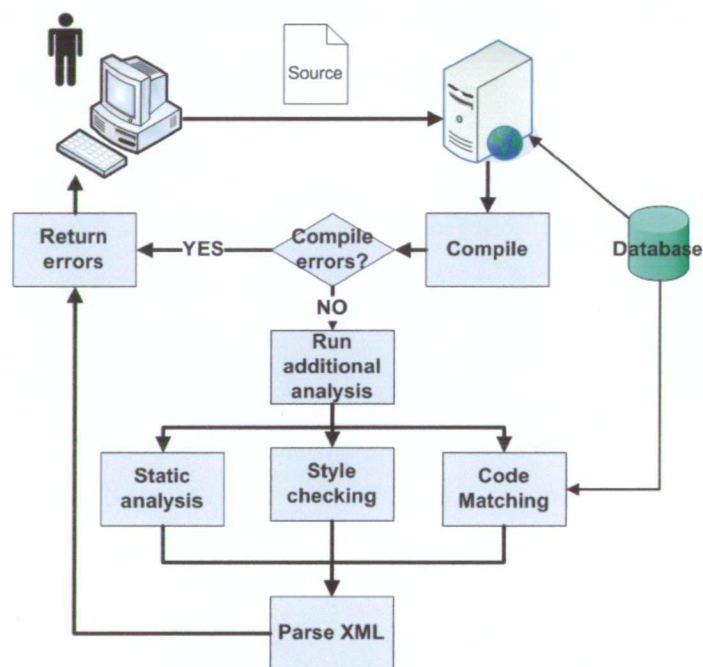 Source
Return
errors
YES
Compile
errors?
Compile
Database
NO
Run
additional
analysis
Static
analysis
Style
checking
Code
Matching
Parse XML